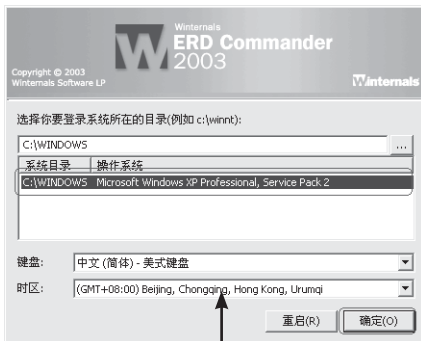 Winternals
ERD Commander
2003
Copyright © 2003
Winternals Software LP
Winternals
选择你要登录系统所在的目录(例如 c:\winnt):
C:\WINDOWS
...
系统目录 操作系统
C:\WINDOWS Microsoft Windows XP Professional, Service Pack 2
键盘: 中文 (简体) - 美式键盘
时区: (GMT+08:00) Beijing, Chongqing, Hong Kong, Urumqi
重启(R) 确定(O)